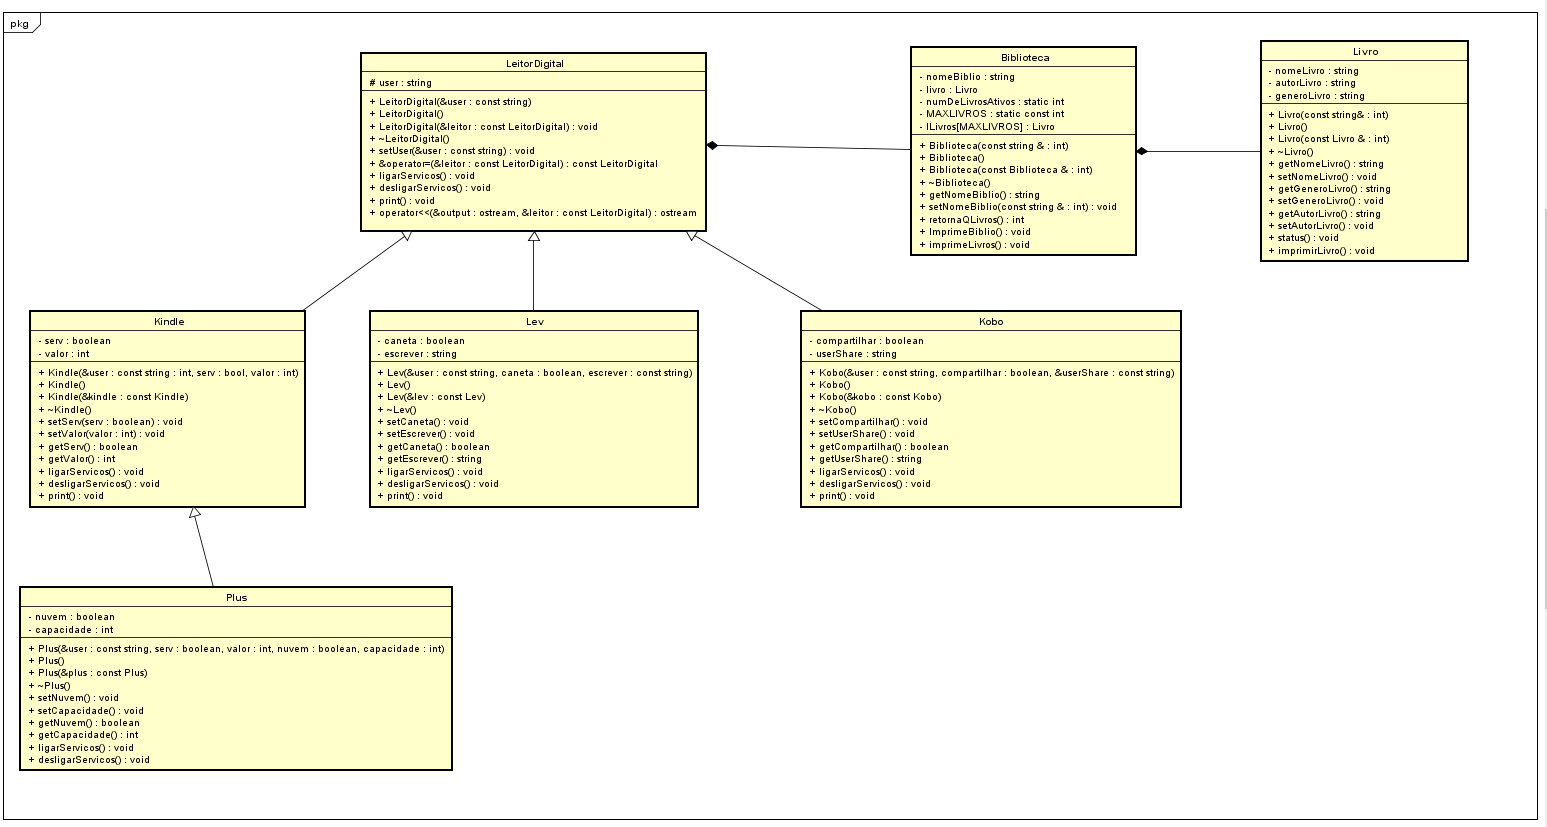 pkg
LeitorDigital
# user : string
+ LeitorDigital(&user : const string)
+ LeitorDigital()
+ LeitorDigital(&leitor : const LeitorDigital) : void
+ ~LeitorDigital()
+ setUser(&user : const string) : void
+ &operator=(&leitor : const LeitorDigital) : const LeitorDigital
+ ligarServicos() : void
+ desligarServicos() : void
+ print() : void
+ operator<<(&output : ostream, &leitor : const LeitorDigital) : ostream
Biblioteca
- nomeBiblio : string
- livro : Livro
- numDeLivrosAtivos : static int
- MAXLIVROS : static const int
- lLivros[MAXLIVROS] : Livro
+ Biblioteca(const string & : int)
+ Biblioteca()
+ Biblioteca(const Biblioteca & : int)
+ ~Biblioteca()
+ getNomeBiblio() : string
+ setNomeBiblio(const string & : int) : void
+ retornaQLivros() : int
+ ImprimeBiblio() : void
+ imprimeLivros() : void
Livro
- nomeLivro : string
- autorLivro : string
- generoLivro : string
+ Livro(const string& : int)
+ Livro()
+ Livro(const Livro & : int)
+ ~Livro()
+ getNomeLivro() : string
+ setNomeLivro() : void
+ getGeneroLivro() : string
+ setGeneroLivro() : void
+ getAutorLivro() : string
+ setAutorLivro() : void
+ status() : void
+ imprimirLivro() : void
Kindle
- serv : boolean
- valor : int
+ Kindle(&user : const string : int, serv : bool, valor : int)
+ Kindle()
+ Kindle(&kindle : const Kindle)
+ ~Kindle()
+ setServ(serv : boolean) : void
+ setValor(valor : int) : void
+ getServ() : boolean
+ getValor() : int
+ ligarServicos() : void
+ desligarServicos() : void
+ print() : void
Lev
- caneta : boolean
- escrever : string
+ Lev(&user : const string, caneta : boolean, escrever : const string)
+ Lev()
+ Lev(&lev : const Lev)
+ ~Lev()
+ setCaneta() : void
+ setEscrever() : void
+ getCaneta() : boolean
+ getEscrever() : string
+ ligarServicos() : void
+ desligarServicos() : void
+ print() : void
Kobo
- compartilhar : boolean
- userShare : string
+ Kobo(&user : const string, compartilhar : boolean, &userShare : const string)
+ Kobo()
+ Kobo(&kobo : const Kobo)
+ ~Kobo()
+ setCompartilhar() : void
+ setUserShare() : void
+ getCompartilhar() : boolean
+ getUserShare() : string
+ ligarServicos() : void
+ desligarServicos() : void
+ print() : void
Plus
- nuvem : boolean
- capacidade : int
+ Plus(&user : const string, serv : boolean, valor : int, nuvem : boolean, capacidade : int)
+ Plus()
+ Plus(&plus : const Plus)
+ ~Plus()
+ setNuvem() : void
+ setCapacidade() : void
+ getNuvem() : boolean
+ getCapacidade() : int
+ ligarServicos() : void
+ desligarServicos() : void